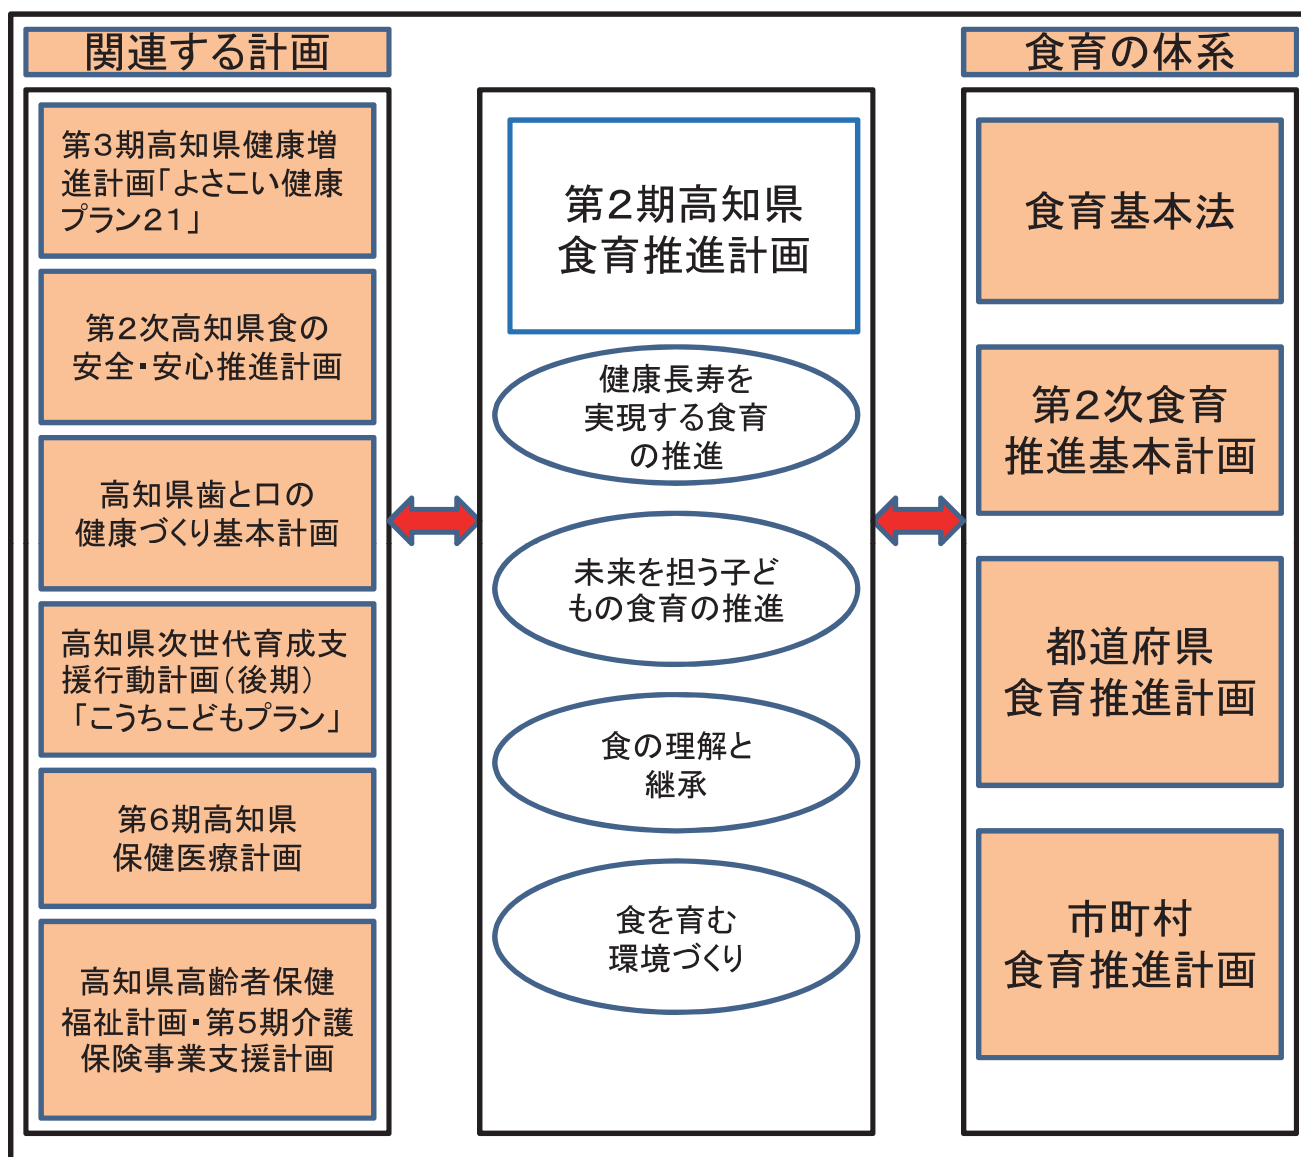 関連する計画
第３期高知県健康増
進計画「よさこい健康
プラン２１」
第２次高知県食の
安全・安心推進計画
高知県歯と口の
健康づくり基本計画
高知県次世代育成支
援行動計画（後期）
「こうちこどもプラン」
第６期高知県
保健医療計画
高知県高齢者保健
福祉計画・第５期介護
保険事業支援計画
第２期高知県
食育推進計画
健康長寿を
実現する食育
の推進
未来を担う子ど
もの食育の推進
食の理解と
継承
食を育む
環境づくり
食育の体系
食育基本法
第２次食育
推進基本計画
都道府県
食育推進計画
市町村
食育推進計画